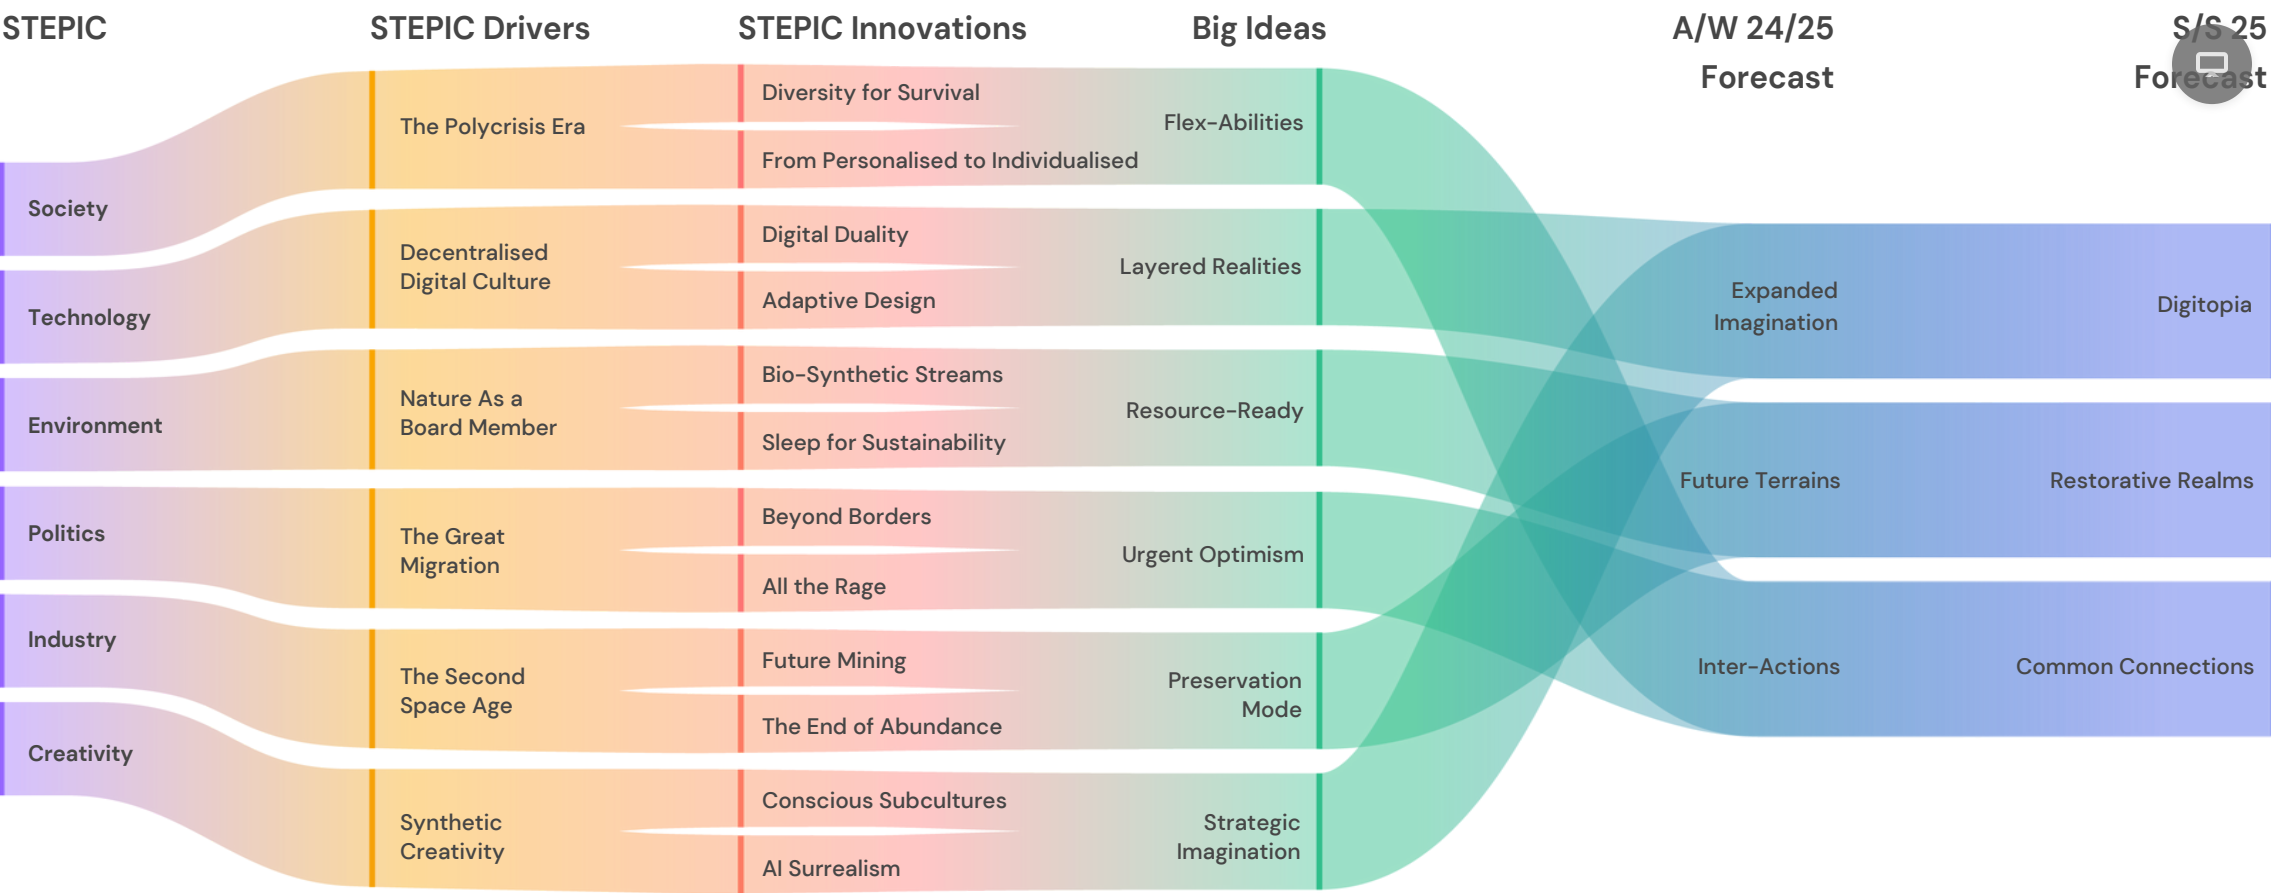 STEPIC
STEPIC Drivers
STEPIC Innovations
Big Ideas
A/W 24/25
Forecast
S/S 25
Forecast
Society
Technology
Environment
Politics
Industry
Creativity
The Polycrisis Era
Decentralised
Digital Culture
Nature As a
Board Member
The Great
Migration
The Second
Space Age
Synthetic
Creativity
Diversity for Survival
From Personalised to Individualised
Digital Duality
Adaptive Design
Bio-Synthetic Streams
Sleep for Sustainability
Beyond Borders
All the Rage
Future Mining
The End of Abundance
Conscious Subcultures
AI Surrealism
Flex-Abilities
Layered Realities
Resource-Ready
Urgent Optimism
Preservation
Mode
Strategic
Imagination
Expanded
Imagination
Future Terrains
Inter-Actions
Digitopia
Restorative Realms
Common Connections